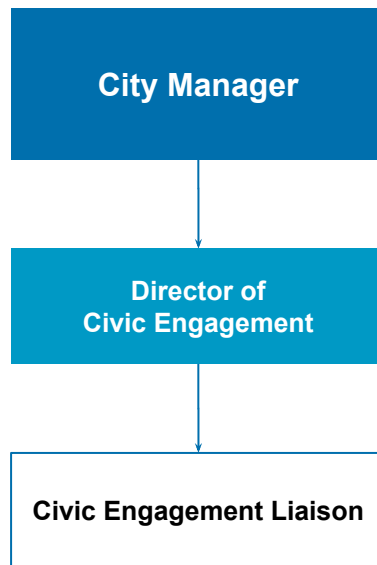 City Manager
Director of
Civic Engagement
Civic Engagement Liaison